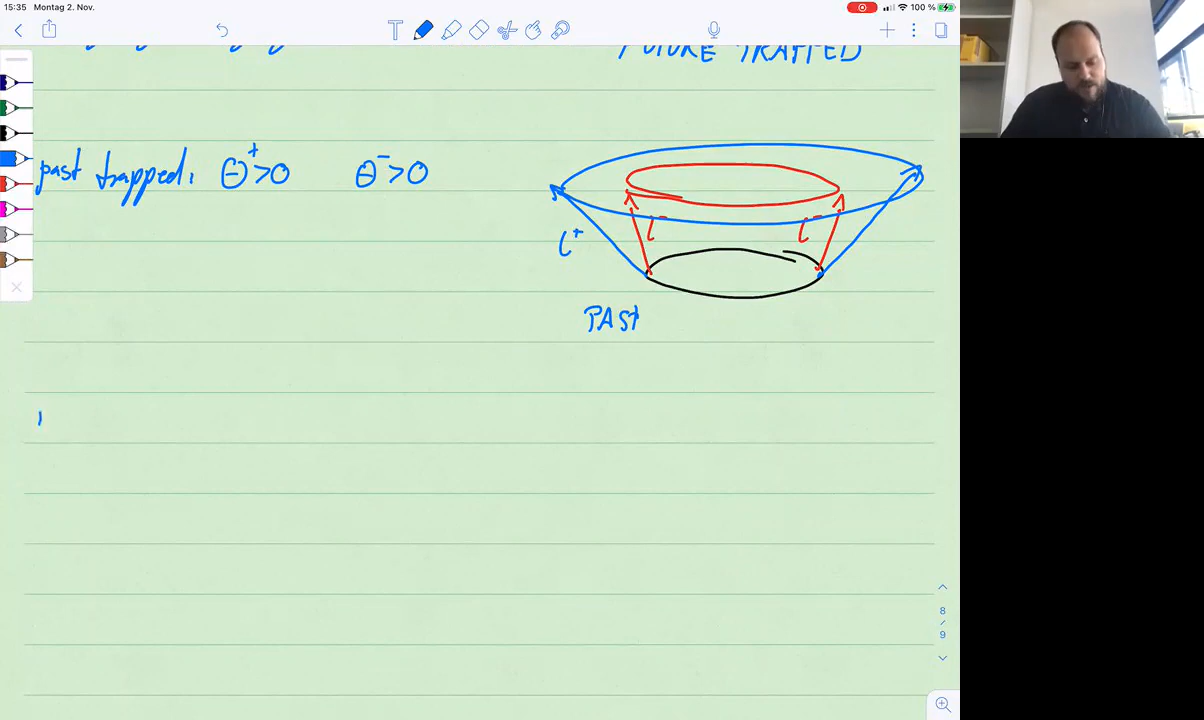 15:35 Montag 2. Nov.
100 %
FUTURE TRAPPED
past trapped: Θ⁺>0 Θ⁻>0
l⁺ l⁻ l⁻
PAST
8
/
9